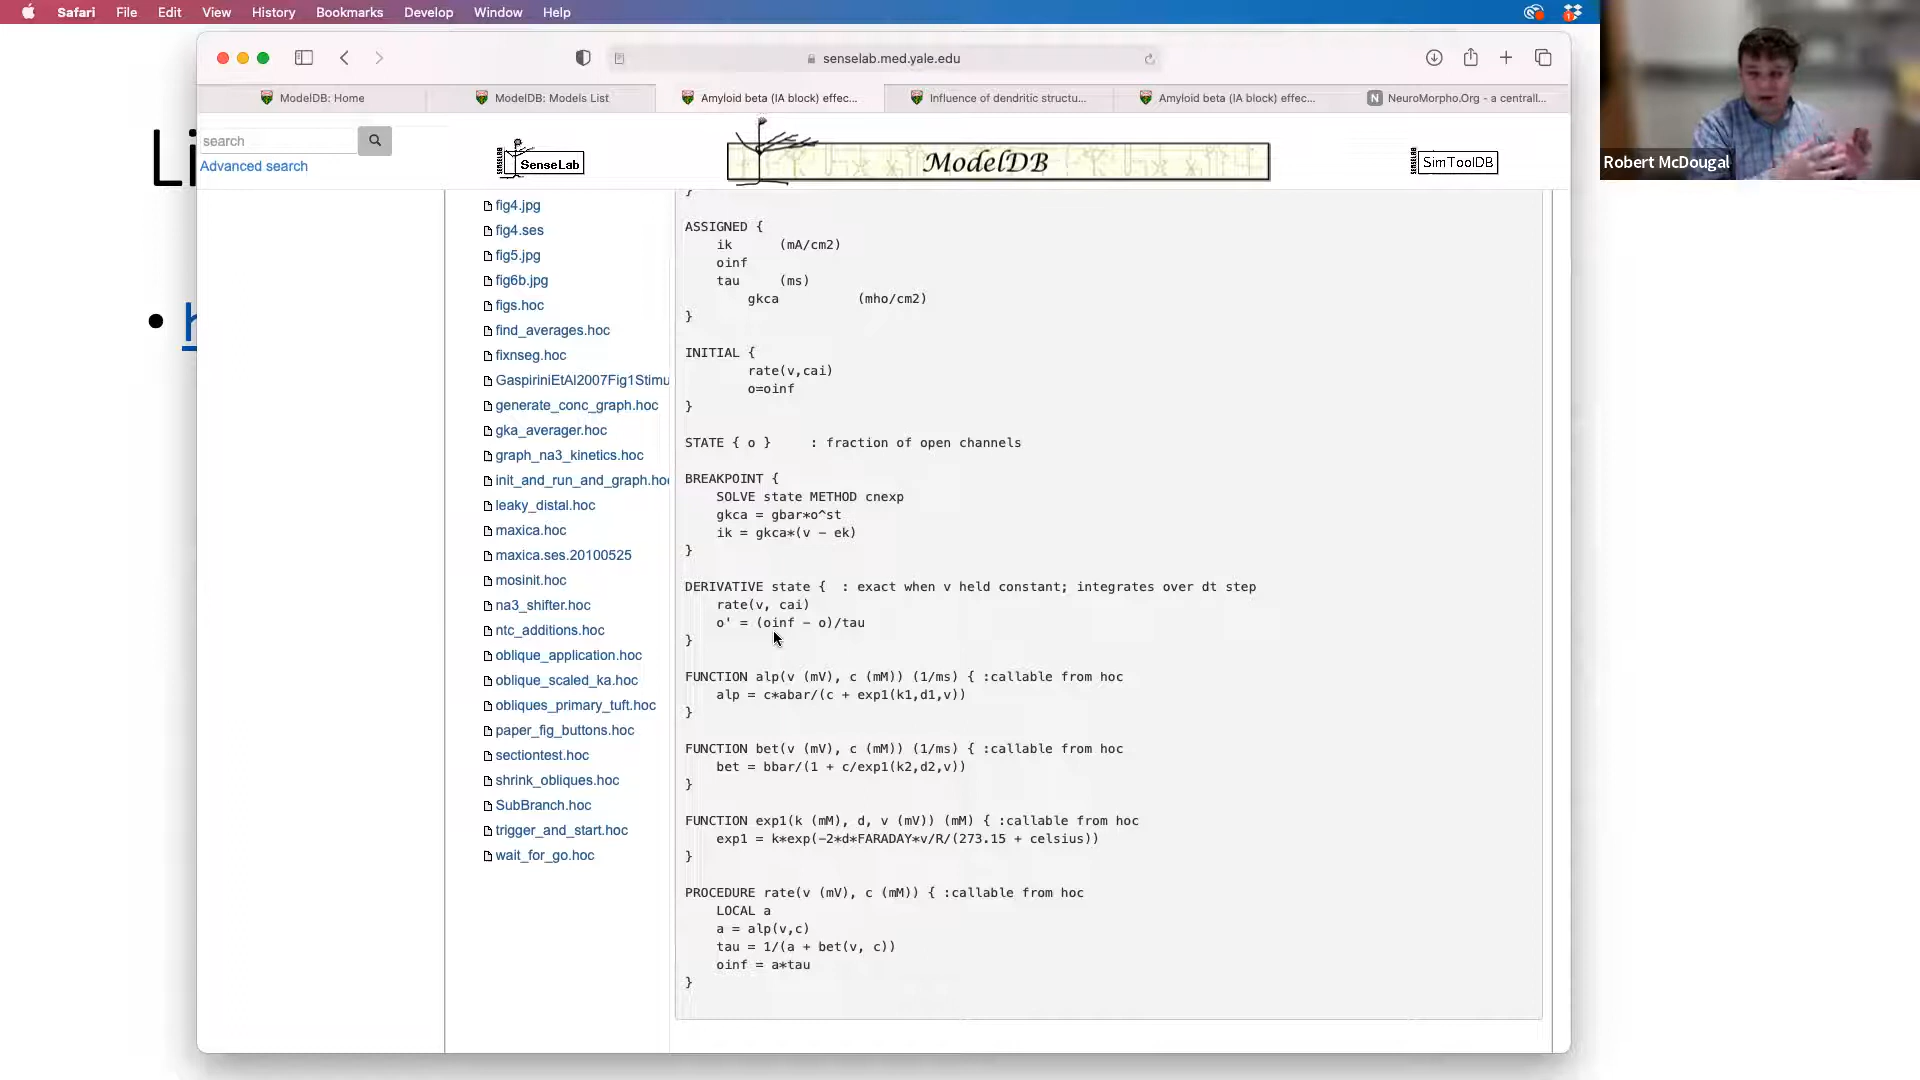 Safari File Edit View History Bookmarks Develop Window Help
senselab.med.yale.edu
ModelDB: Home
ModelDB: Models List
Amyloid beta (IA block) effec...
Influence of dendritic structu...
Amyloid beta (IA block) effec...
NeuroMorpho.Org - a centrall...
Robert McDougal
search
Advanced search
SenseLab
ModelDB
SimToolDB
Li
•
fig4.jpg
fig4.ses
fig5.jpg
fig6b.jpg
figs.hoc
find_averages.hoc
fixnseg.hoc
GaspiriniEtAl2007Fig1Stimu
generate_conc_graph.hoc
gka_averager.hoc
graph_na3_kinetics.hoc
init_and_run_and_graph.ho
leaky_distal.hoc
maxica.hoc
maxica.ses.20100525
mosinit.hoc
na3_shifter.hoc
ntc_additions.hoc
oblique_application.hoc
oblique_scaled_ka.hoc
obliques_primary_tuft.hoc
paper_fig_buttons.hoc
sectiontest.hoc
shrink_obliques.hoc
SubBranch.hoc
trigger_and_start.hoc
wait_for_go.hoc
}
ASSIGNED {
ik (mA/cm2)
oinf
tau (ms)
gkca (mho/cm2)
}
INITIAL {
rate(v,cai)
o=oinf
}
STATE { o } : fraction of open channels
BREAKPOINT {
SOLVE state METHOD cnexp
gkca = gbar*o^st
ik = gkca*(v - ek)
}
DERIVATIVE state { : exact when v held constant; integrates over dt step
rate(v, cai)
o' = (oinf - o)/tau
}
FUNCTION alp(v (mV), c (mM)) (1/ms) { :callable from hoc
alp = c*abar/(c + exp1(k1,d1,v))
}
FUNCTION bet(v (mV), c (mM)) (1/ms) { :callable from hoc
bet = bbar/(1 + c/exp1(k2,d2,v))
}
FUNCTION exp1(k (mM), d, v (mV)) (mM) { :callable from hoc
exp1 = k*exp(-2*d*FARADAY*v/R/(273.15 + celsius))
}
PROCEDURE rate(v (mV), c (mM)) { :callable from hoc
LOCAL a
a = alp(v,c)
tau = 1/(a + bet(v, c))
oinf = a*tau
}